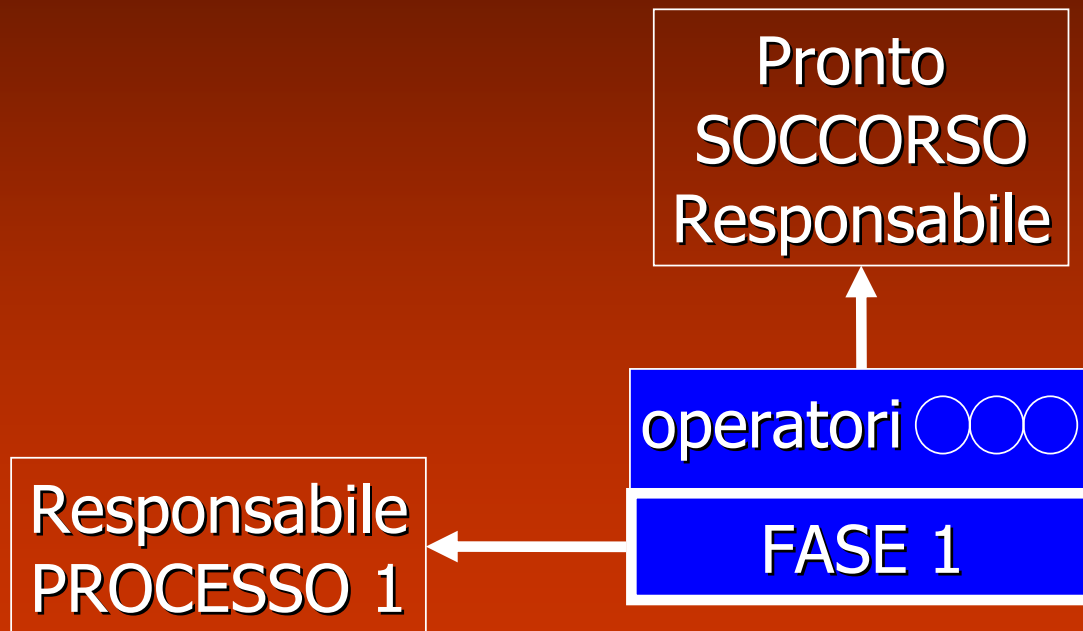 Pronto
SOCCORSO
Responsabile
operatori
FASE 1
Responsabile
PROCESSO 1